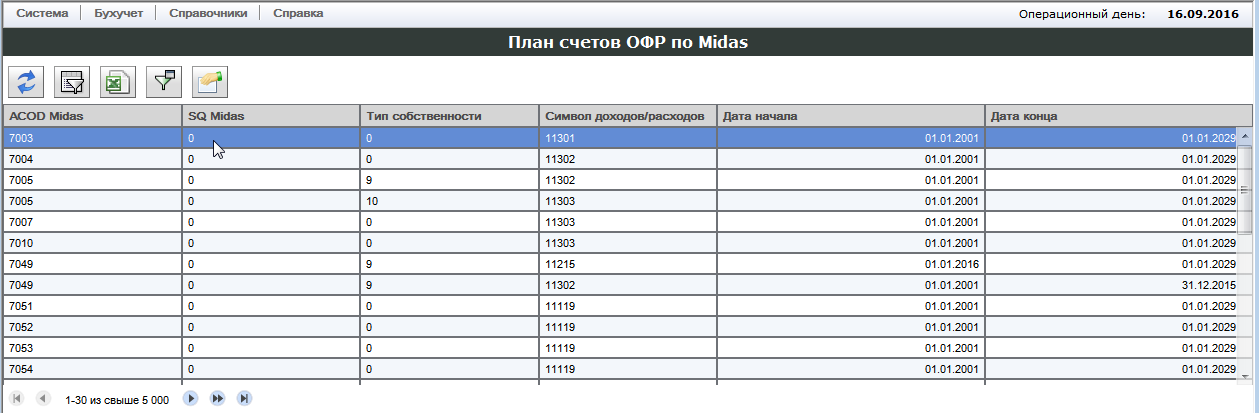 Система Бухучет Справочники Справка Операционный день: 16.09.2016
План счетов ОФР по Midas
ACOD Midas SQ Midas Тип собственности Символ доходов/расходов Дата начала Дата конца
7003 0 0 11301 01.01.2001 01.01.2029
7004 0 0 11302 01.01.2001 01.01.2029
7005 0 9 11302 01.01.2001 01.01.2029
7005 0 10 11303 01.01.2001 01.01.2029
7007 0 0 11303 01.01.2001 01.01.2029
7010 0 0 11303 01.01.2001 01.01.2029
7049 0 9 11215 01.01.2016 01.01.2029
7049 0 9 11302 01.01.2001 31.12.2015
7051 0 0 11119 01.01.2001 01.01.2029
7052 0 0 11119 01.01.2001 01.01.2029
7053 0 0 11119 01.01.2001 01.01.2029
7054 0 0 11119 01.01.2001 01.01.2029
1-30 из свыше 5 000